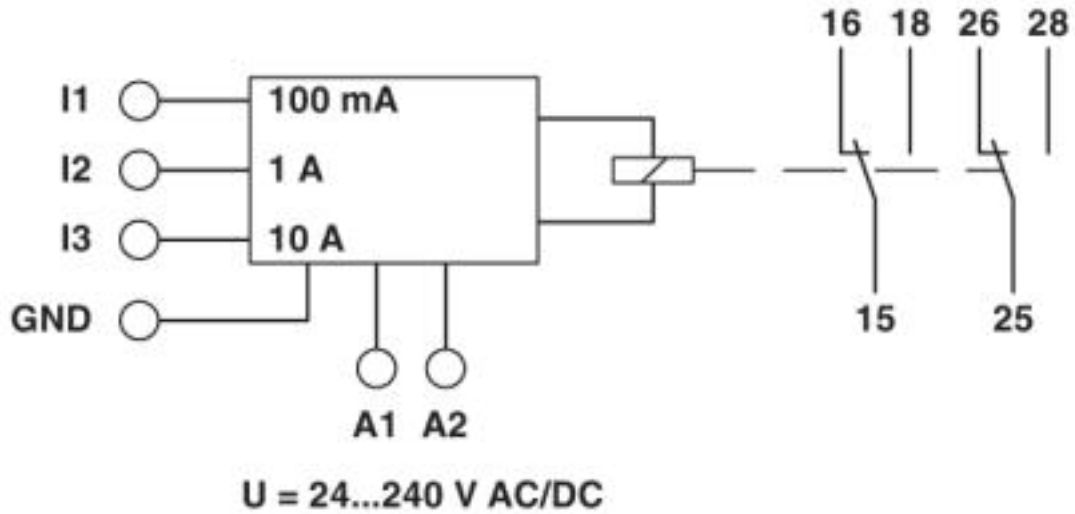 16 18 26 28
I1 100 mA
I2 1 A
I3 10 A
GND
15 25
A1 A2
U = 24...240 V AC/DC